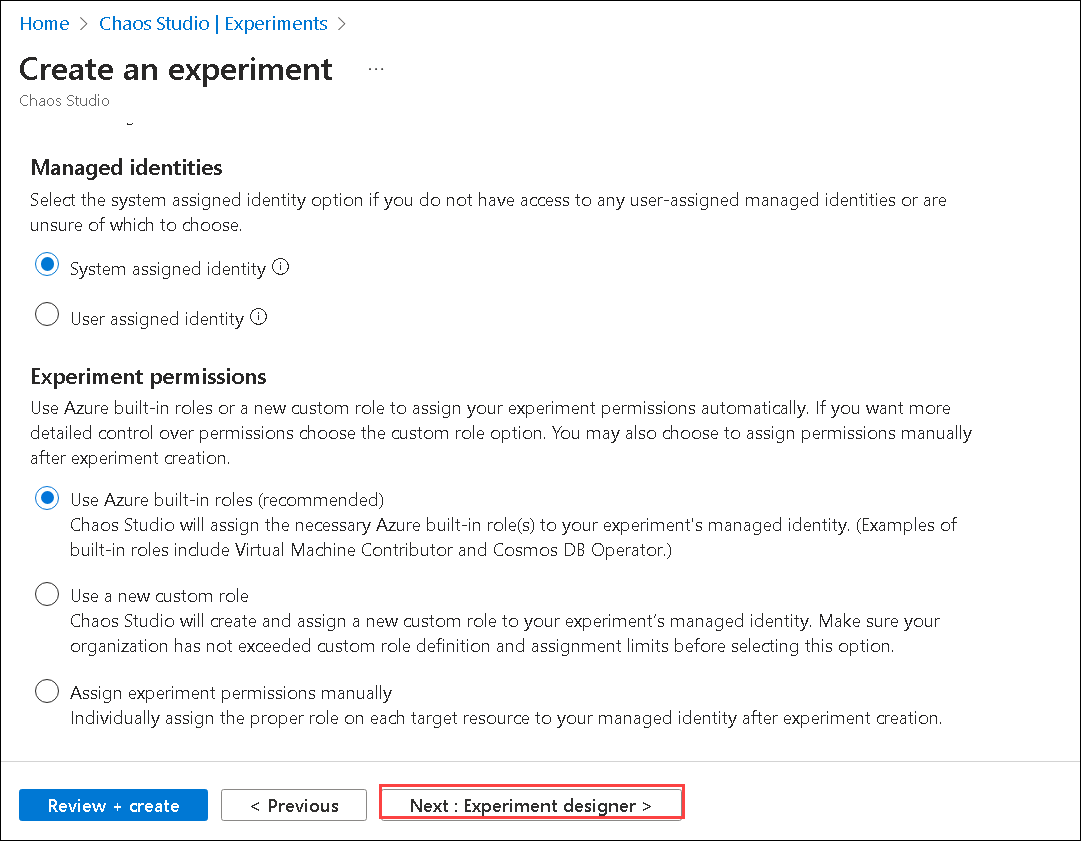 Home > Chaos Studio | Experiments >
Create an experiment ...
Chaos Studio
Managed identities
Select the system assigned identity option if you do not have access to any user-assigned managed identities or are
unsure of which to choose.
System assigned identity
User assigned identity
Experiment permissions
Use Azure built-in roles or a new custom role to assign your experiment permissions automatically. If you want more
detailed control over permissions choose the custom role option. You may also choose to assign permissions manually
after experiment creation.
Use Azure built-in roles (recommended)
Chaos Studio will assign the necessary Azure built-in role(s) to your experiment's managed identity. (Examples of
built-in roles include Virtual Machine Contributor and Cosmos DB Operator.)
Use a new custom role
Chaos Studio will create and assign a new custom role to your experiment’s managed identity. Make sure your
organization has not exceeded custom role definition and assignment limits before selecting this option.
Assign experiment permissions manually
Individually assign the proper role on each target resource to your managed identity after experiment creation.
Review + create
< Previous
Next : Experiment designer >